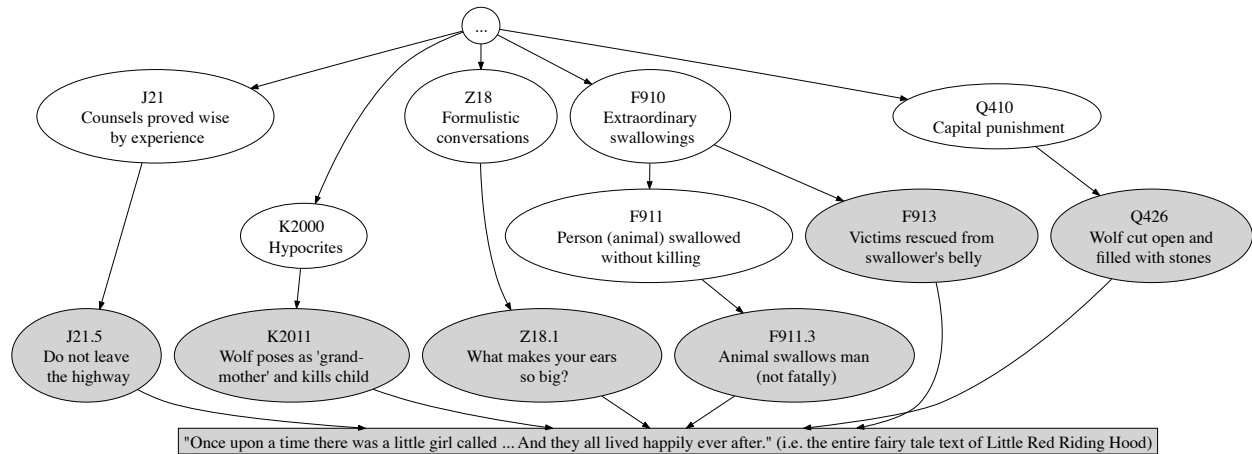 ...
J21
Counsels proved wise
by experience
Z18
Formulistic
conversations
F910
Extraordinary
swallowings
Q410
Capital punishment
K2000
Hypocrites
F911
Person (animal) swallowed
without killing
F913
Victims rescued from
swallower's belly
Q426
Wolf cut open and
filled with stones
J21.5
Do not leave
the highway
K2011
Wolf poses as 'grand-
mother' and kills child
Z18.1
What makes your ears
so big?
F911.3
Animal swallows man
(not fatally)
"Once upon a time there was a little girl called ... And they all lived happily ever after." (i.e. the entire fairy tale text of Little Red Riding Hood)